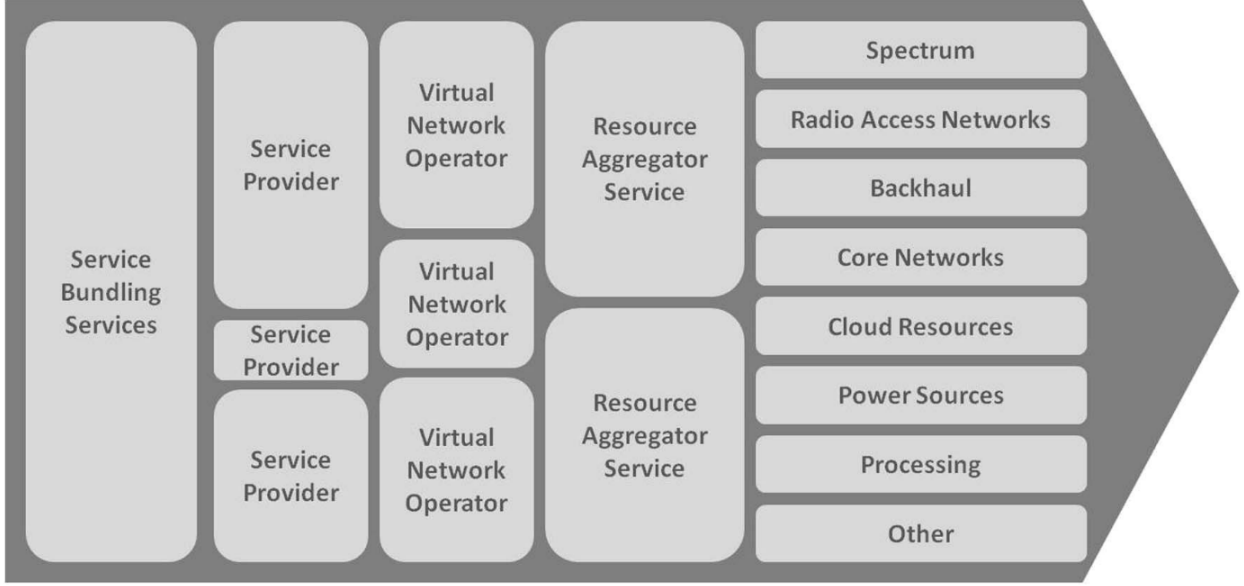 Service
Bundling
Services
Service
Provider
Service
Provider
Service
Provider
Virtual
Network
Operator
Virtual
Network
Operator
Virtual
Network
Operator
Resource
Aggregator
Service
Resource
Aggregator
Service
Spectrum
Radio Access Networks
Backhaul
Core Networks
Cloud Resources
Power Sources
Processing
Other